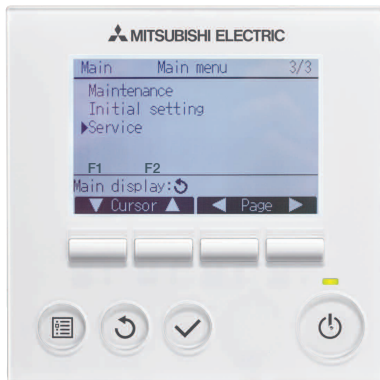 MITSUBISHI ELECTRIC
Main Main menu 3/3
Maintenance
Initial setting
▶Service
F1 F2
Main display:↺
▼ Cursor ▲ ◀ Page ▶